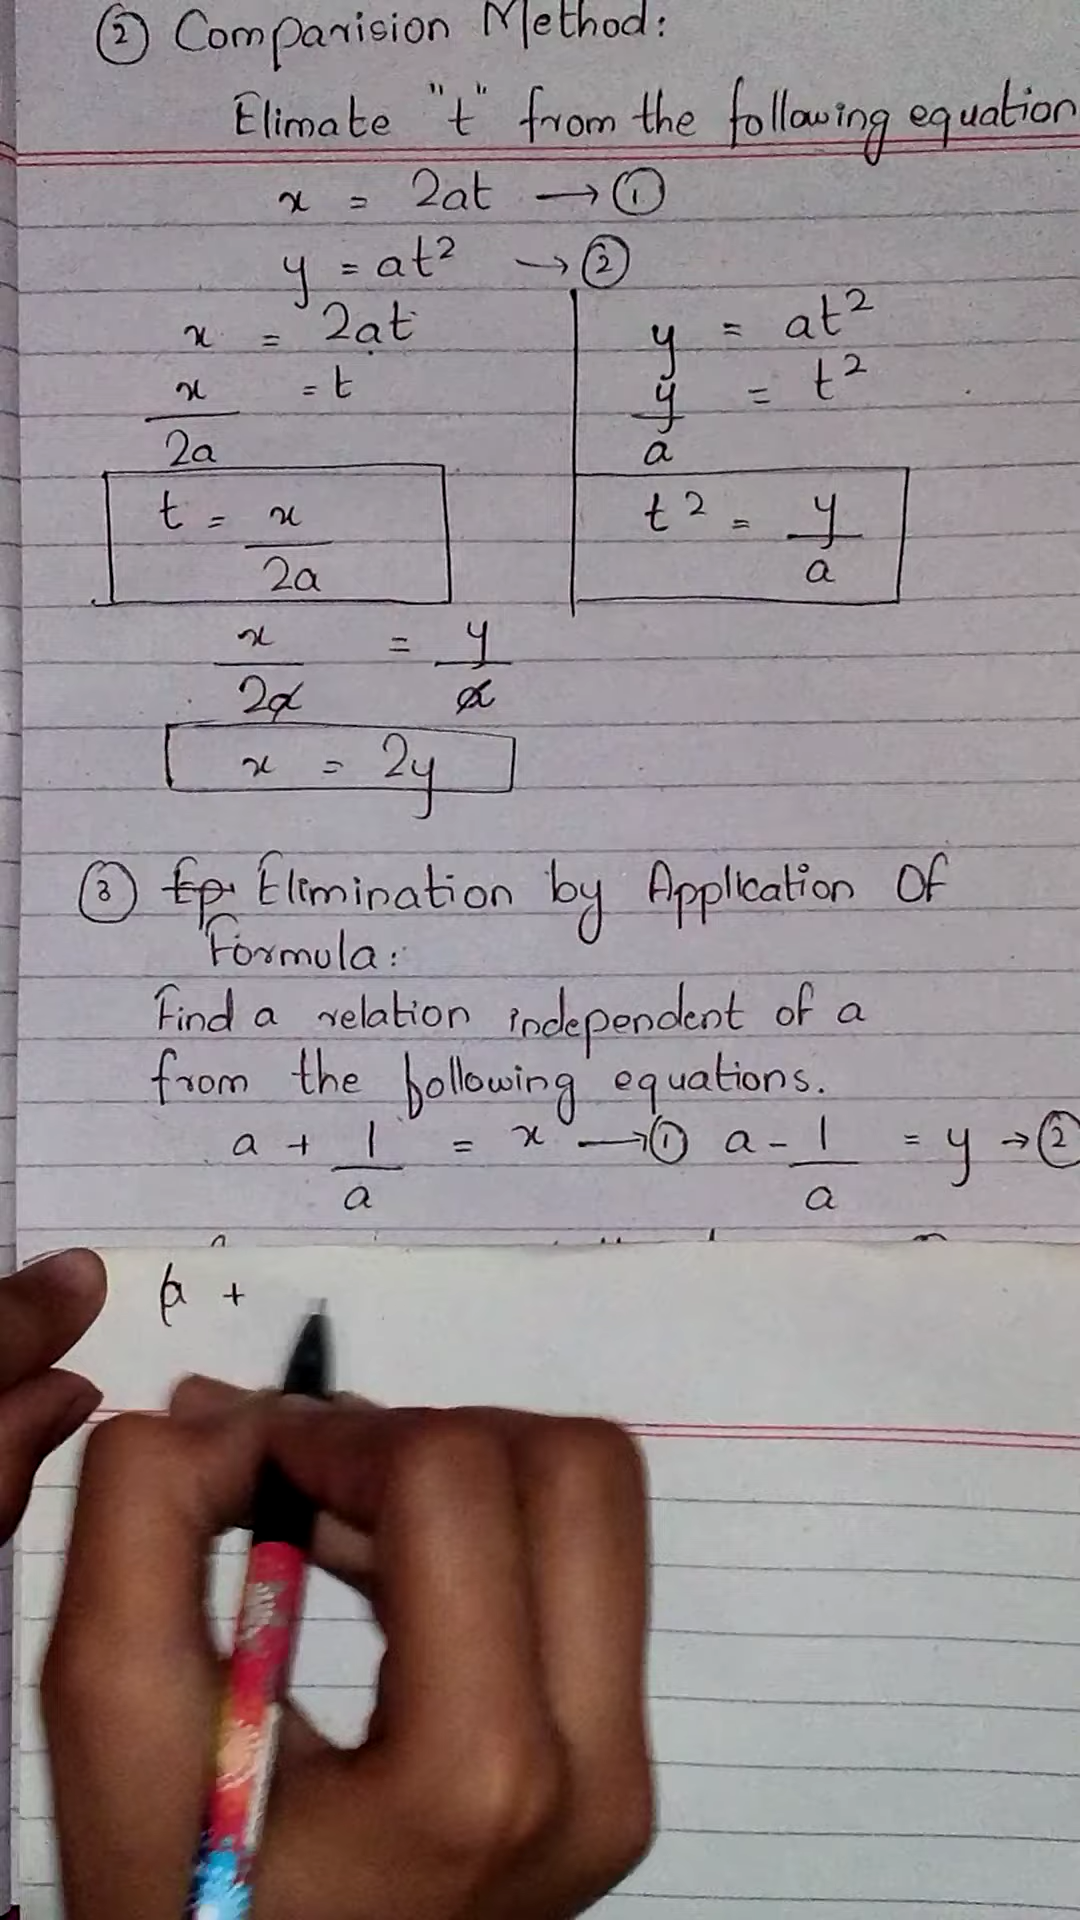 ② Comparision Method:
Elimate "t" from the following equation
x = 2at → ①
y = at² → ②
x = 2at
x/2a = t
t = x/2a
y = at²
y/a = t²
t² = y/a
x/2a = y/a
x = 2y
③ Ep Elimination by Application Of
Formula:
Find a relation independent of a
from the following equations.
a + 1/a = x → ① a - 1/a = y → ②
(a +